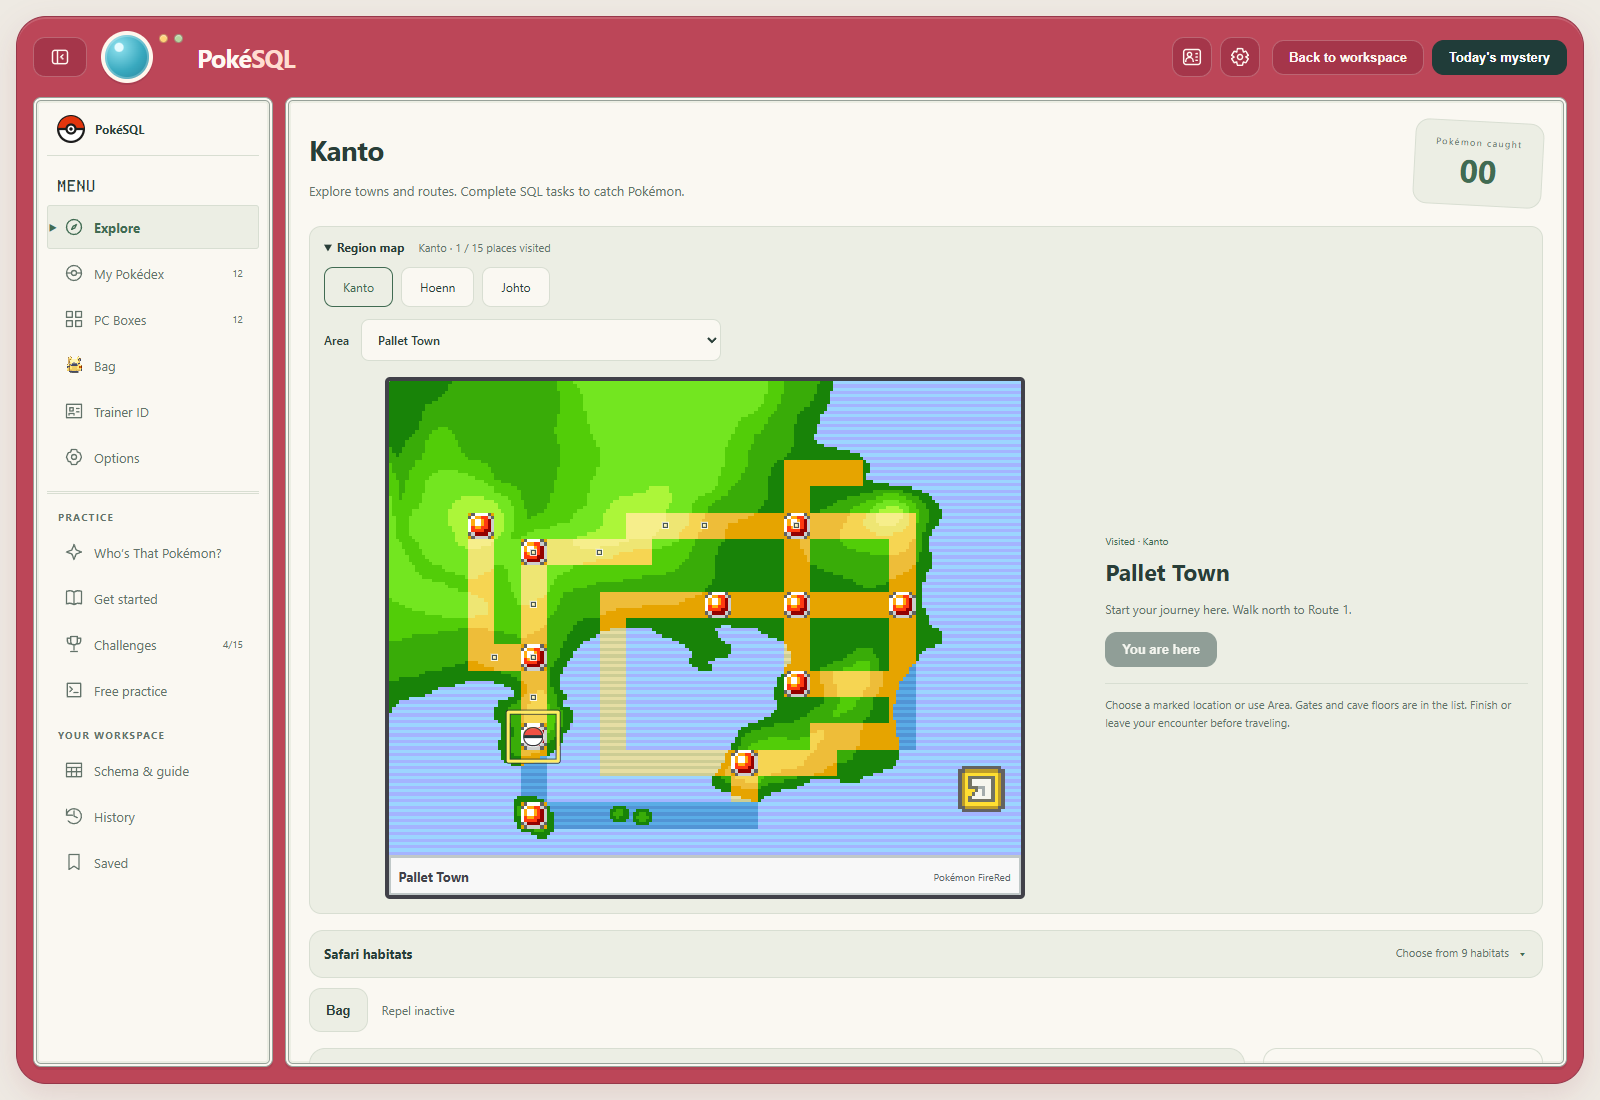 PokéSQL
Back to workspace
Today's mystery
PokéSQL
MENU
Explore
My Pokédex 12
PC Boxes 12
Bag
Trainer ID
Options
PRACTICE
Who's That Pokémon?
Get started
Challenges 4/15
Free practice
YOUR WORKSPACE
Schema & guide
History
Saved
Kanto
Explore towns and routes. Complete SQL tasks to catch Pokémon.
Pokémon caught
00
Region map Kanto · 1 / 15 places visited
Kanto Hoenn Johto
Area Pallet Town
Pallet Town Pokémon FireRed
Visited · Kanto
Pallet Town
Start your journey here. Walk north to Route 1.
You are here
Choose a marked location or use Area. Gates and cave floors are in the list. Finish or
leave your encounter before traveling.
Safari habitats Choose from 9 habitats
Bag Repel inactive